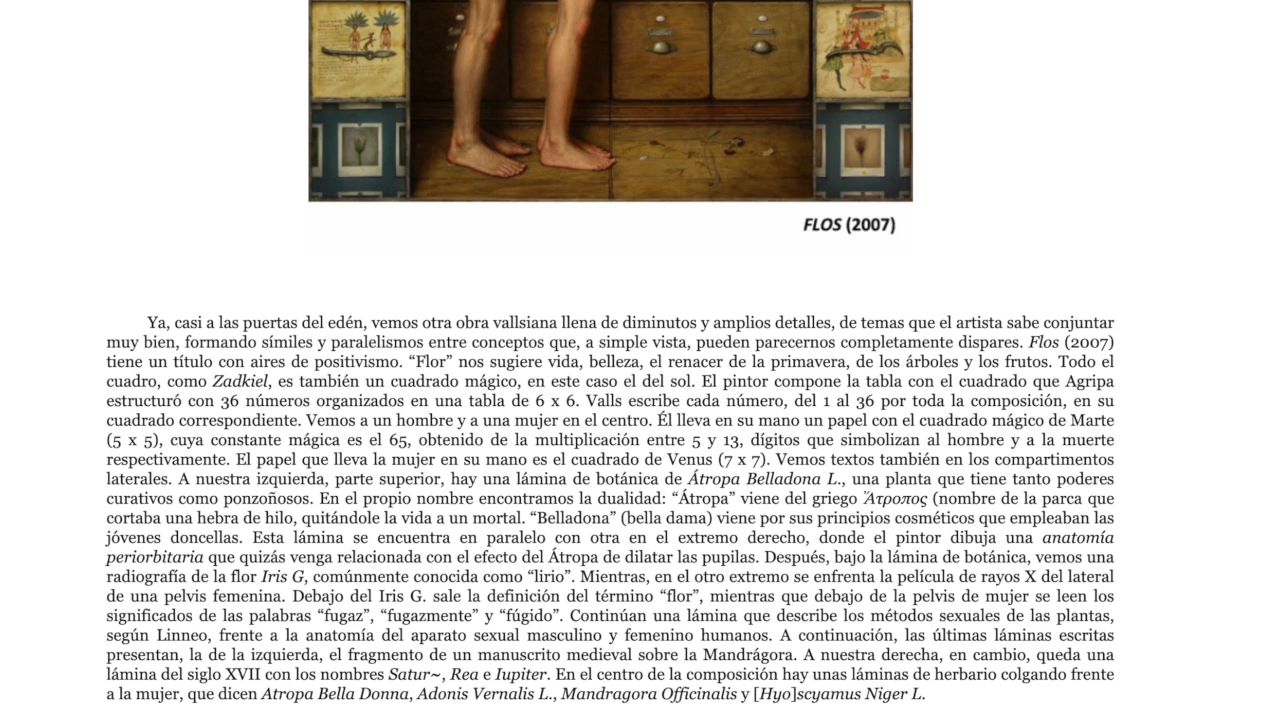 FLOS (2007)
Ya, casi a las puertas del edén, vemos otra obra vallsiana llena de diminutos y amplios detalles, de temas que el artista sabe conjuntar
muy bien, formando símiles y paralelismos entre conceptos que, a simple vista, pueden parecernos completamente dispares. Flos (2007)
tiene un título con aires de positivismo. “Flor” nos sugiere vida, belleza, el renacer de la primavera, de los árboles y los frutos. Todo el
cuadro, como Zadkiel, es también un cuadrado mágico, en este caso el del sol. El pintor compone la tabla con el cuadrado que Agripa
estructuró con 36 números organizados en una tabla de 6 x 6. Valls escribe cada número, del 1 al 36 por toda la composición, en su
cuadrado correspondiente. Vemos a un hombre y a una mujer en el centro. Él lleva en su mano un papel con el cuadrado mágico de Marte
(5 x 5), cuya constante mágica es el 65, obtenido de la multiplicación entre 5 y 13, dígitos que simbolizan al hombre y a la muerte
respectivamente. El papel que lleva la mujer en su mano es el cuadrado de Venus (7 x 7). Vemos textos también en los compartimentos
laterales. A nuestra izquierda, parte superior, hay una lámina de botánica de Átropa Belladona L., una planta que tiene tanto poderes
curativos como ponzoñosos. En el propio nombre encontramos la dualidad: “Átropa” viene del griego Ἄτροπος (nombre de la parca que
cortaba una hebra de hilo, quitándole la vida a un mortal. “Belladona” (bella dama) viene por sus principios cosméticos que empleaban las
jóvenes doncellas. Esta lámina se encuentra en paralelo con otra en el extremo derecho, donde el pintor dibuja una anatomía
periorbitaria que quizás venga relacionada con el efecto del Átropa de dilatar las pupilas. Después, bajo la lámina de botánica, vemos una
radiografía de la flor Iris G, comúnmente conocida como “lirio”. Mientras, en el otro extremo se enfrenta la película de rayos X del lateral
de una pelvis femenina. Debajo del Iris G. sale la definición del término “flor”, mientras que debajo de la pelvis de mujer se leen los
significados de las palabras “fugaz”, “fugazmente” y “fúgido”. Continúan una lámina que describe los métodos sexuales de las plantas,
según Linneo, frente a la anatomía del aparato sexual masculino y femenino humanos. A continuación, las últimas láminas escritas
presentan, la de la izquierda, el fragmento de un manuscrito medieval sobre la Mandrágora. A nuestra derecha, en cambio, queda una
lámina del siglo XVII con los nombres Satur~, Rea e Iupiter. En el centro de la composición hay unas láminas de herbario colgando frente
a la mujer, que dicen Atropa Bella Donna, Adonis Vernalis L., Mandragora Officinalis y [Hyo]scyamus Niger L.